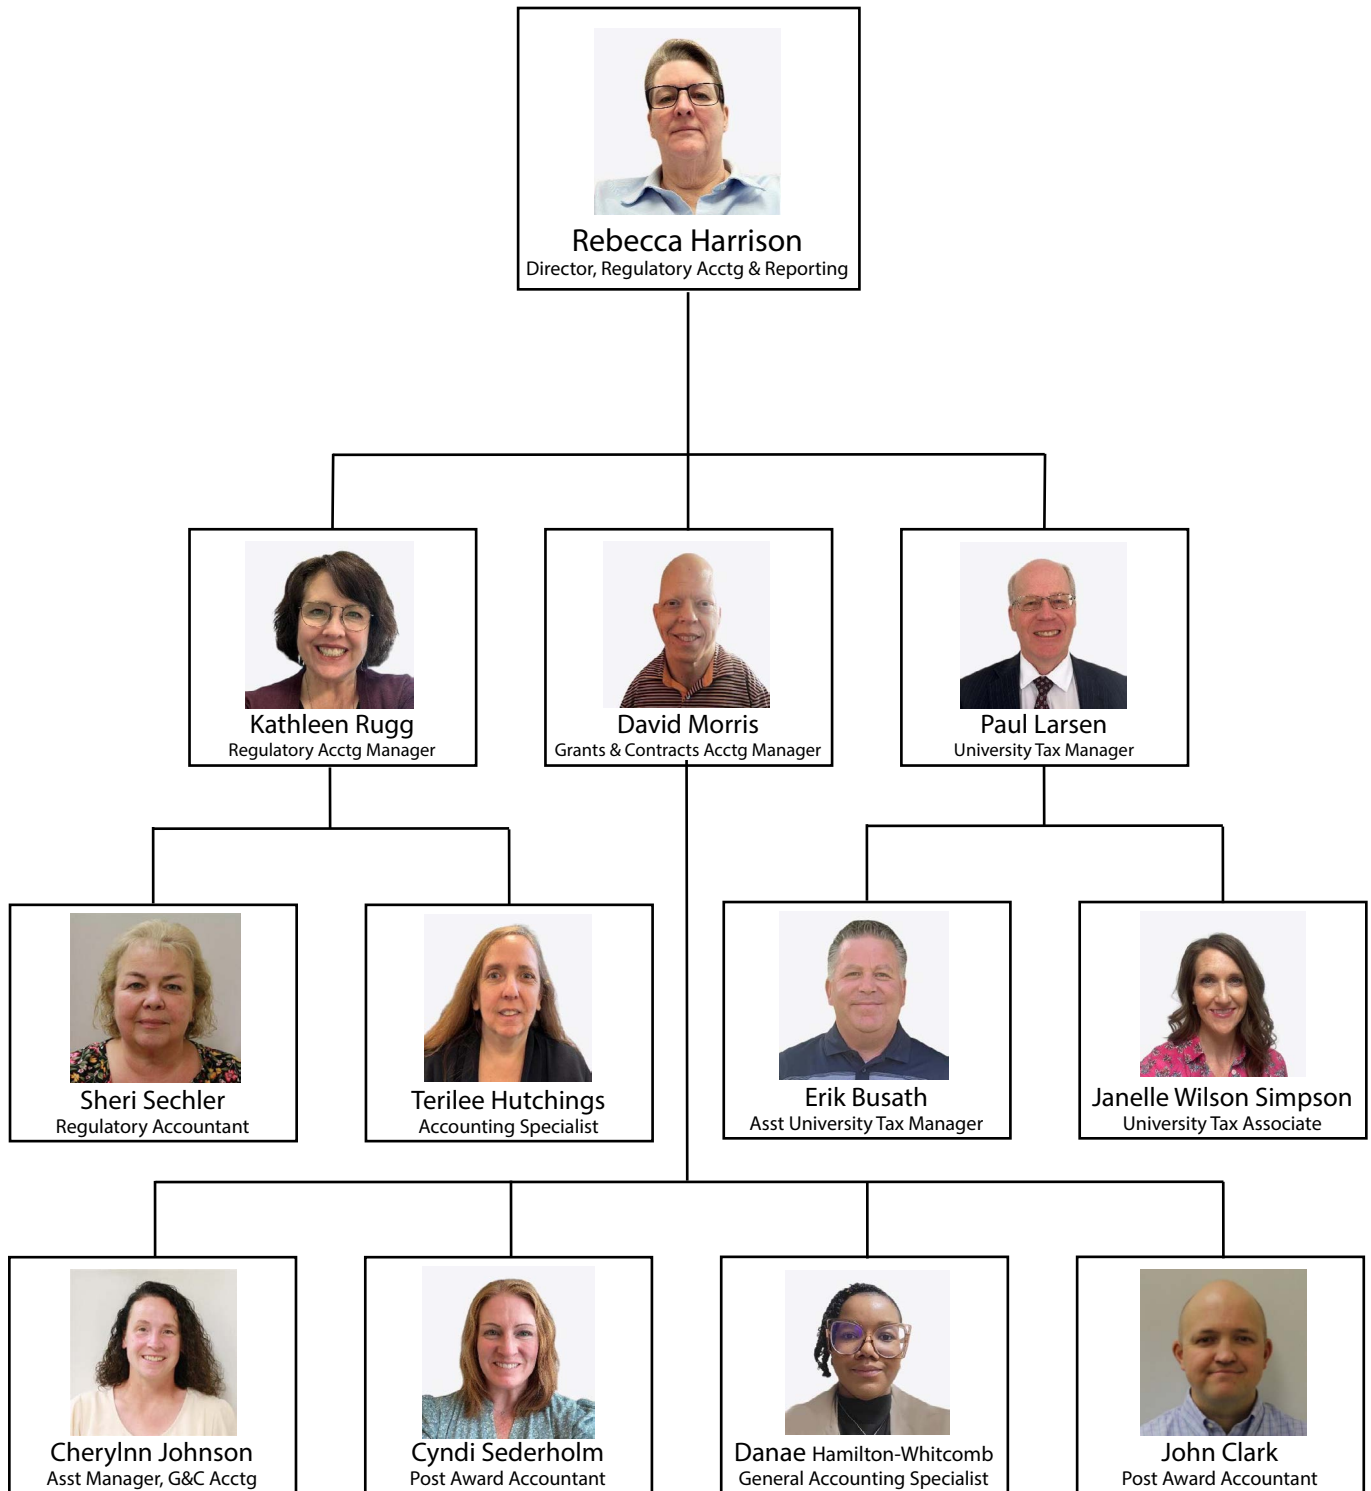 Rebecca Harrison
Director, Regulatory Acctg & Reporting
Kathleen Rugg
Regulatory Acctg Manager
David Morris
Grants & Contracts Acctg Manager
Paul Larsen
University Tax Manager
Sheri Sechler
Regulatory Accountant
Terilee Hutchings
Accounting Specialist
Erik Busath
Asst University Tax Manager
Janelle Wilson Simpson
University Tax Associate
Cherylnn Johnson
Asst Manager, G&C Acctg
Cyndi Sederholm
Post Award Accountant
Danae Hamilton-Whitcomb
General Accounting Specialist
John Clark
Post Award Accountant